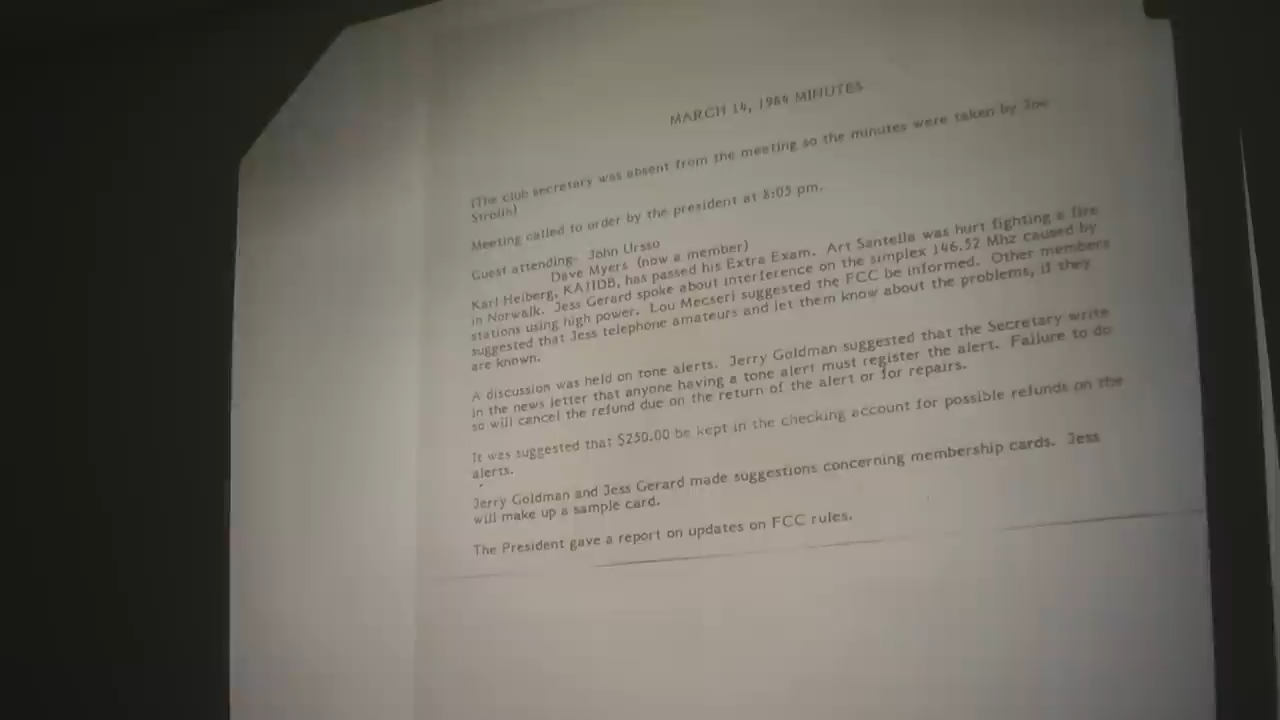 MARCH 14, 1984 MINUTES
(The club secretary was absent from the meeting so the minutes were taken by Joe
Strolin)
Meeting called to order by the president at 8:05 pm.
Guest attending- John Ursso
Dave Myers (now a member)
Karl Heiberg, KA1IDB, has passed his Extra Exam. Art Santella was hurt fighting a fire
in Norwalk. Jess Gerard spoke about interference on the simplex 146.52 Mhz caused by
stations using high power. Lou Mecseri suggested the FCC be informed. Other members
suggested that Jess telephone amateurs and let them know about the problems, if they
are known.
A discussion was held on tone alerts. Jerry Goldman suggested that the Secretary write
in the news letter that anyone having a tone alert must register the alert. Failure to do
so will cancel the refund due on the return of the alert or for repairs.
It was suggested that $250.00 be kept in the checking account for possible refunds on the
alerts.
Jerry Goldman and Jess Gerard made suggestions concerning membership cards. Jess
will make up a sample card.
The President gave a report on updates on FCC rules.